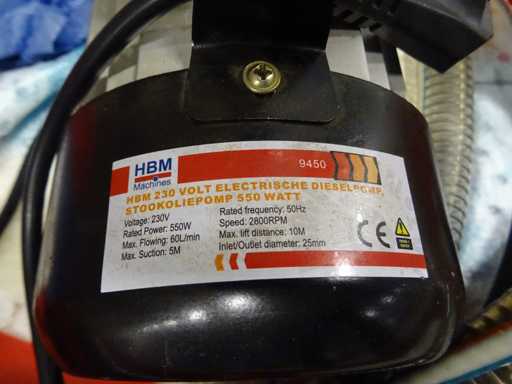 HBM
Machines
9450
HBM 230 VOLT ELECTRISCHE DIESELPOMP,
STOOKOLIEPOMP 550 WATT
Voltage: 230V
Rated Power: 550W
Max. Flowing: 60L/min
Max. Suction: 5M
Rated frequency: 50Hz
Speed: 2800RPM
Max. lift distance: 10M
Inlet/Outlet diameter: 25mm
CE